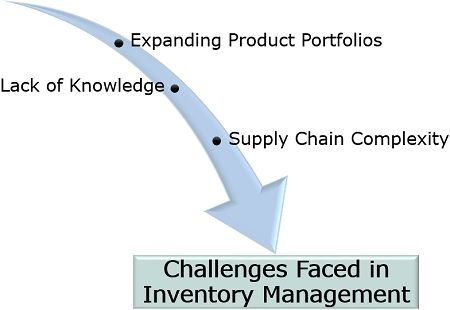 Expanding Product Portfolios
Lack of Knowledge
Supply Chain Complexity
Challenges Faced in
Inventory Management